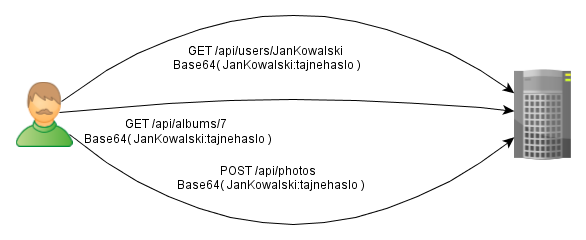 GET /api/users/JanKowalski
Base64( JanKowalski:tajnehaslo )
GET /api/albums/7
Base64( JanKowalski:tajnehaslo )
POST /api/photos
Base64( JanKowalski:tajnehaslo )